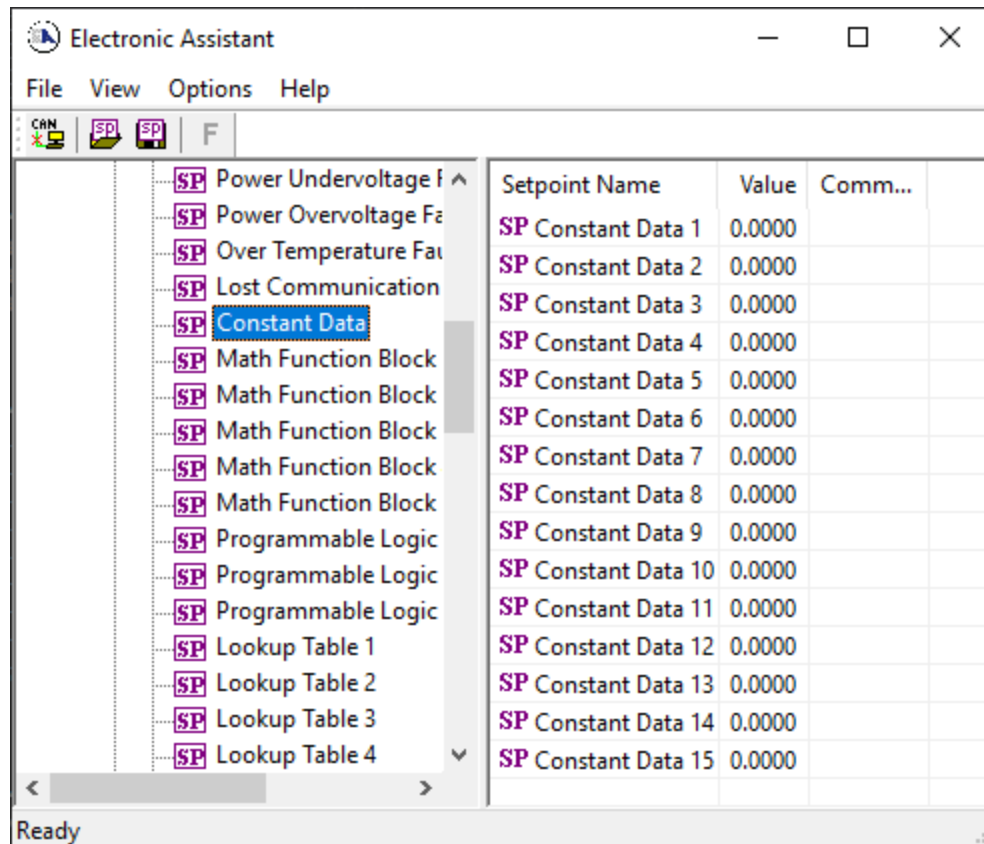 Electronic Assistant
File View Options Help
CAN SP SP F
SP Power Undervoltage F
SP Power Overvoltage Fa
SP Over Temperature Fau
SP Lost Communication
SP Constant Data
SP Math Function Block
SP Math Function Block
SP Math Function Block
SP Math Function Block
SP Math Function Block
SP Programmable Logic
SP Programmable Logic
SP Programmable Logic
SP Lookup Table 1
SP Lookup Table 2
SP Lookup Table 3
SP Lookup Table 4
Setpoint Name Value Comm...
SP Constant Data 1 0.0000
SP Constant Data 2 0.0000
SP Constant Data 3 0.0000
SP Constant Data 4 0.0000
SP Constant Data 5 0.0000
SP Constant Data 6 0.0000
SP Constant Data 7 0.0000
SP Constant Data 8 0.0000
SP Constant Data 9 0.0000
SP Constant Data 10 0.0000
SP Constant Data 11 0.0000
SP Constant Data 12 0.0000
SP Constant Data 13 0.0000
SP Constant Data 14 0.0000
SP Constant Data 15 0.0000
Ready